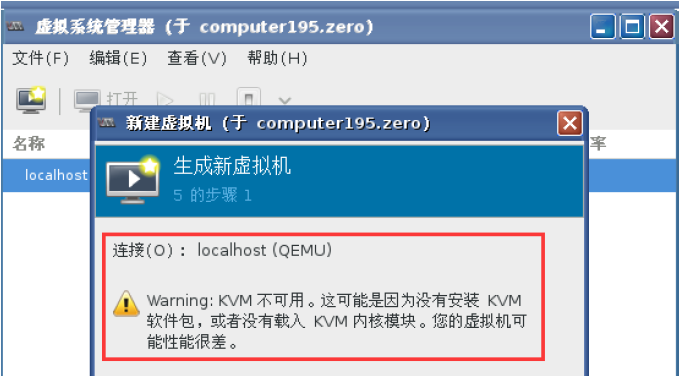 虚拟系统管理器 (于 computer195.zero)
文件(F) 编辑(E) 查看(V) 帮助(H)
打开
新建虚拟机 (于 computer195.zero)
名称
率
生成新虚拟机
localhost
5 的步骤 1
连接(O)： localhost (QEMU)
Warning: KVM 不可用。这可能是因为没有安装 KVM
软件包，或者没有载入 KVM 内核模块。您的虚拟机可
能性能很差。